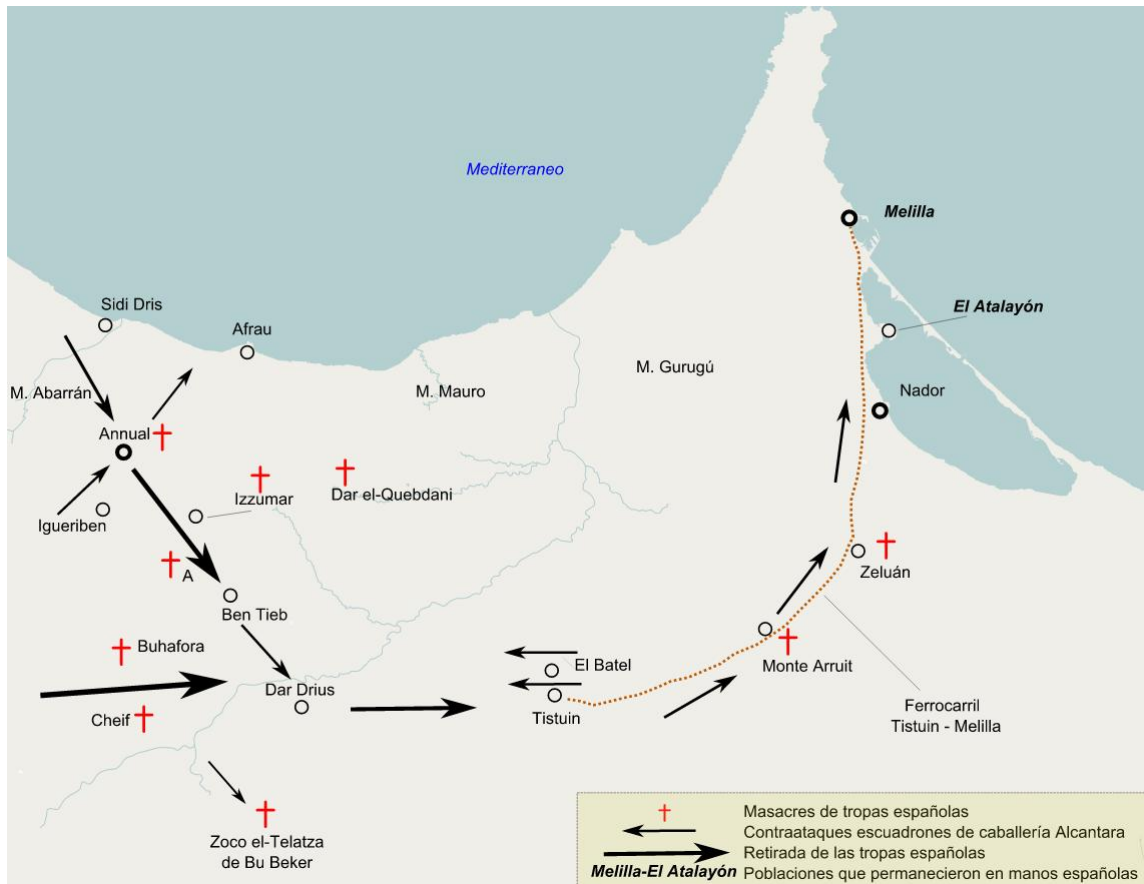 Mediterraneo
Melilla
Sidi Dris
El Atalayón
Afrau
M. Gurugú
M. Abarrán
M. Mauro
Nador
Annual
Izzumar
Dar el-Quebdani
Igueriben
A
Zeluán
Ben Tieb
Buhafora
El Batel
Monte Arruit
Dar Drius
Cheif
Tistuin
Ferrocarril
Tistuin - Melilla
Zoco el-Telatza
de Bu Beker
Masacres de tropas españolas
Contraataques escuadrones de caballería Alcantara
Retirada de las tropas españolas
Melilla-El Atalayón Poblaciones que permanecieron en manos españolas